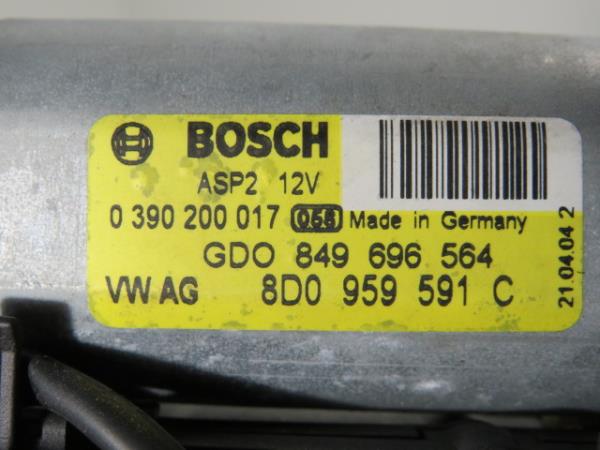 BOSCH
ASP2 12V
0 390 200 017 Made in Germany
GDO 849 696 564
VW AG 8D0 959 591 C
21.04.04 2